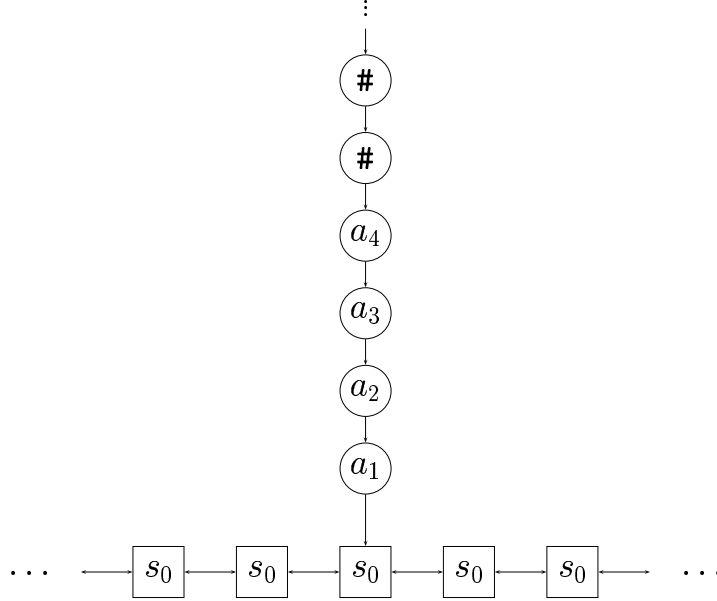 ⋮
#
#
a₄
a₃
a₂
a₁
… s₀ s₀ s₀ s₀ s₀ …